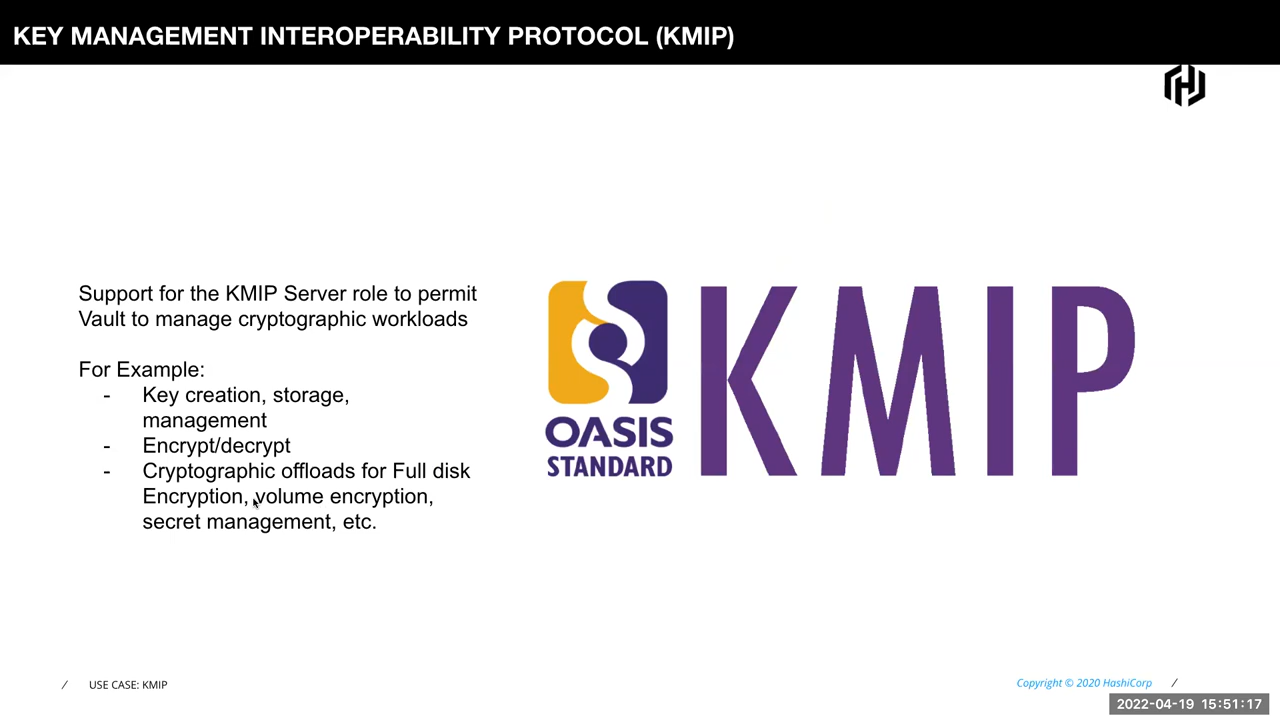 KEY MANAGEMENT INTEROPERABILITY PROTOCOL (KMIP)
Support for the KMIP Server role to permit
Vault to manage cryptographic workloads
For Example:
- Key creation, storage,
management
- Encrypt/decrypt
- Cryptographic offloads for Full disk
Encryption, volume encryption,
secret management, etc.
OASIS
STANDARD
KMIP
/ USE CASE: KMIP
Copyright © 2020 HashiCorp /
2022-04-19 15:51:17